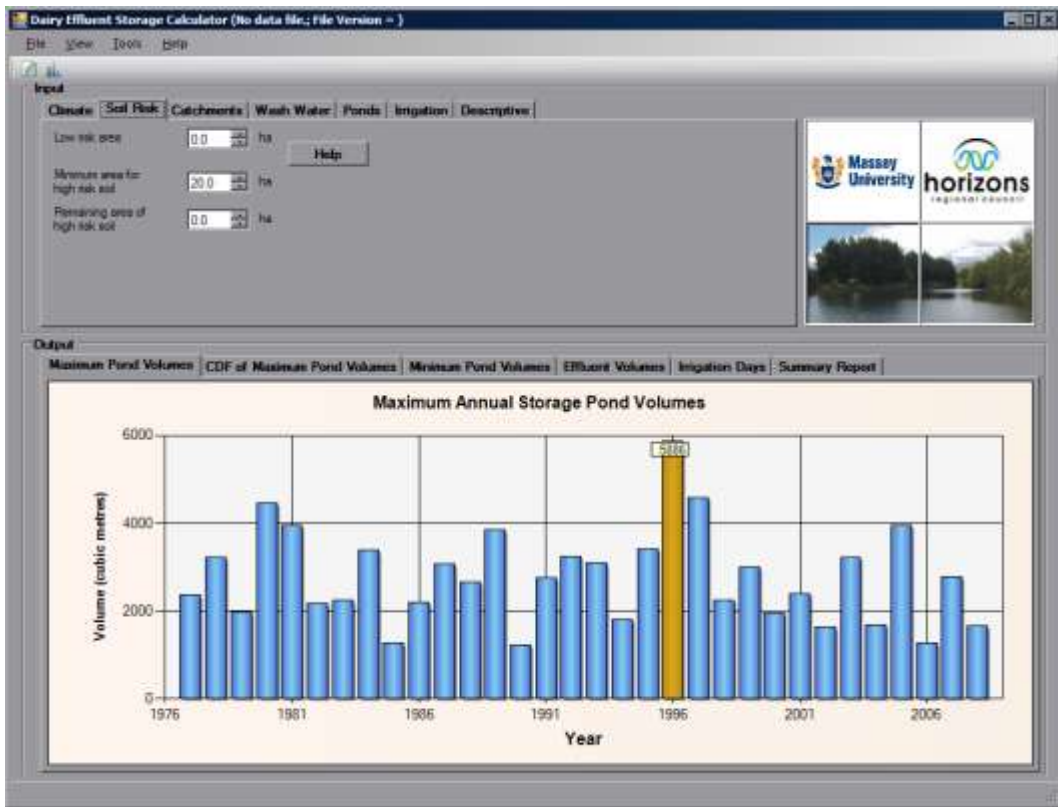 Dairy Effluent Storage Calculator (No data file.; File Version = )
File View Tools Help
Input
Climate Soil Risk Catchments Wash Water Ponds Irrigation Descriptive
Low risk area 0.0 ha
Help
Minimum area for
high risk soil 20.0 ha
Remaining area of
high risk soil 0.0 ha
Massey
University
horizons
regional council
Output
Maximum Pond Volumes CDF of Maximum Pond Volumes Minimum Pond Volumes Effluent Volumes Irrigation Days Summary Report
Maximum Annual Storage Pond Volumes
6000
5886
4000
2000
0
Volume (cubic metres)
1976 1981 1986 1991 1996 2001 2006
Year